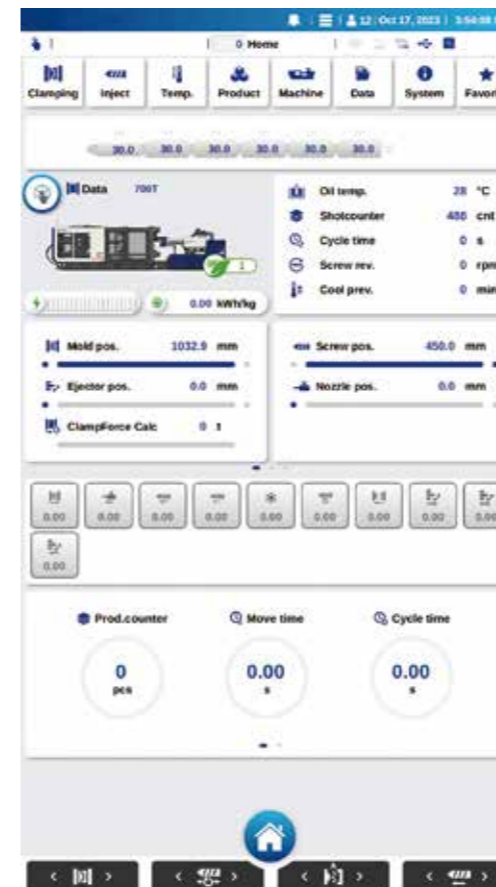 12 | Oct 17, 2023 | 3:54:08
0 Home
Clamping Inject Temp. Product Machine Data System Favori
30.0 30.0 30.0 30.0 30.0 30.0
Data 700T
1
0.00 kWh/kg
Oil temp. 28 °C
Shotcounter 480 cnt
Cycle time 0 s
Screw rev. 0 rpm
Cool prev. 0 min
Mold pos. 1032.9 mm
Ejector pos. 0.0 mm
ClampForce Calc 0 t
Screw pos. 450.0 mm
Nozzle pos. 0.0 mm
0.00 0.00 0.00 0.00 0.00 0.00 0.00 0.00 0.00
0.00
Prod.counter Move time Cycle time
0 0.00 0.00
pcs s s